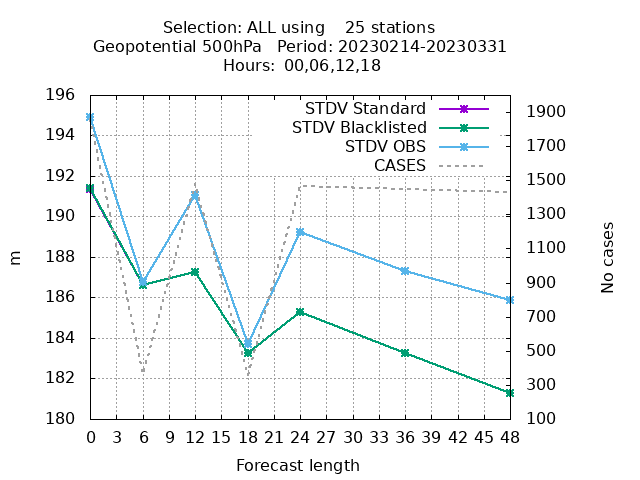 Selection: ALL using    25 stations
Geopotential 500hPa   Period: 20230214-20230331
Hours: 00,06,12,18
STDV Standard
STDV Blacklisted
STDV OBS
CASES
196
194
192
190
188
186
184
182
180
m
1900
1700
1500
1300
1100
900
700
500
300
100
No cases
0 3 6 9 12 15 18 21 24 27 30 33 36 39 42 45 48
Forecast length